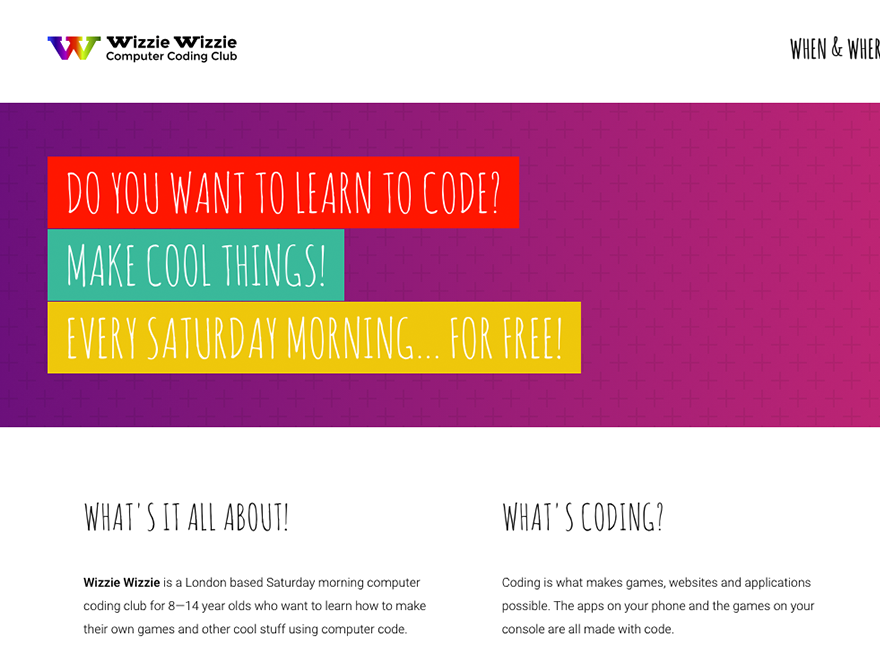 Wizzie Wizzie
Computer Coding Club
WHEN & WHER
DO YOU WANT TO LEARN TO CODE?
MAKE COOL THINGS!
EVERY SATURDAY MORNING... FOR FREE!
WHAT'S IT ALL ABOUT!
Wizzie Wizzie is a London based Saturday morning computer
coding club for 8—14 year olds who want to learn how to make
their own games and other cool stuff using computer code.
WHAT'S CODING?
Coding is what makes games, websites and applications
possible. The apps on your phone and the games on your
console are all made with code.